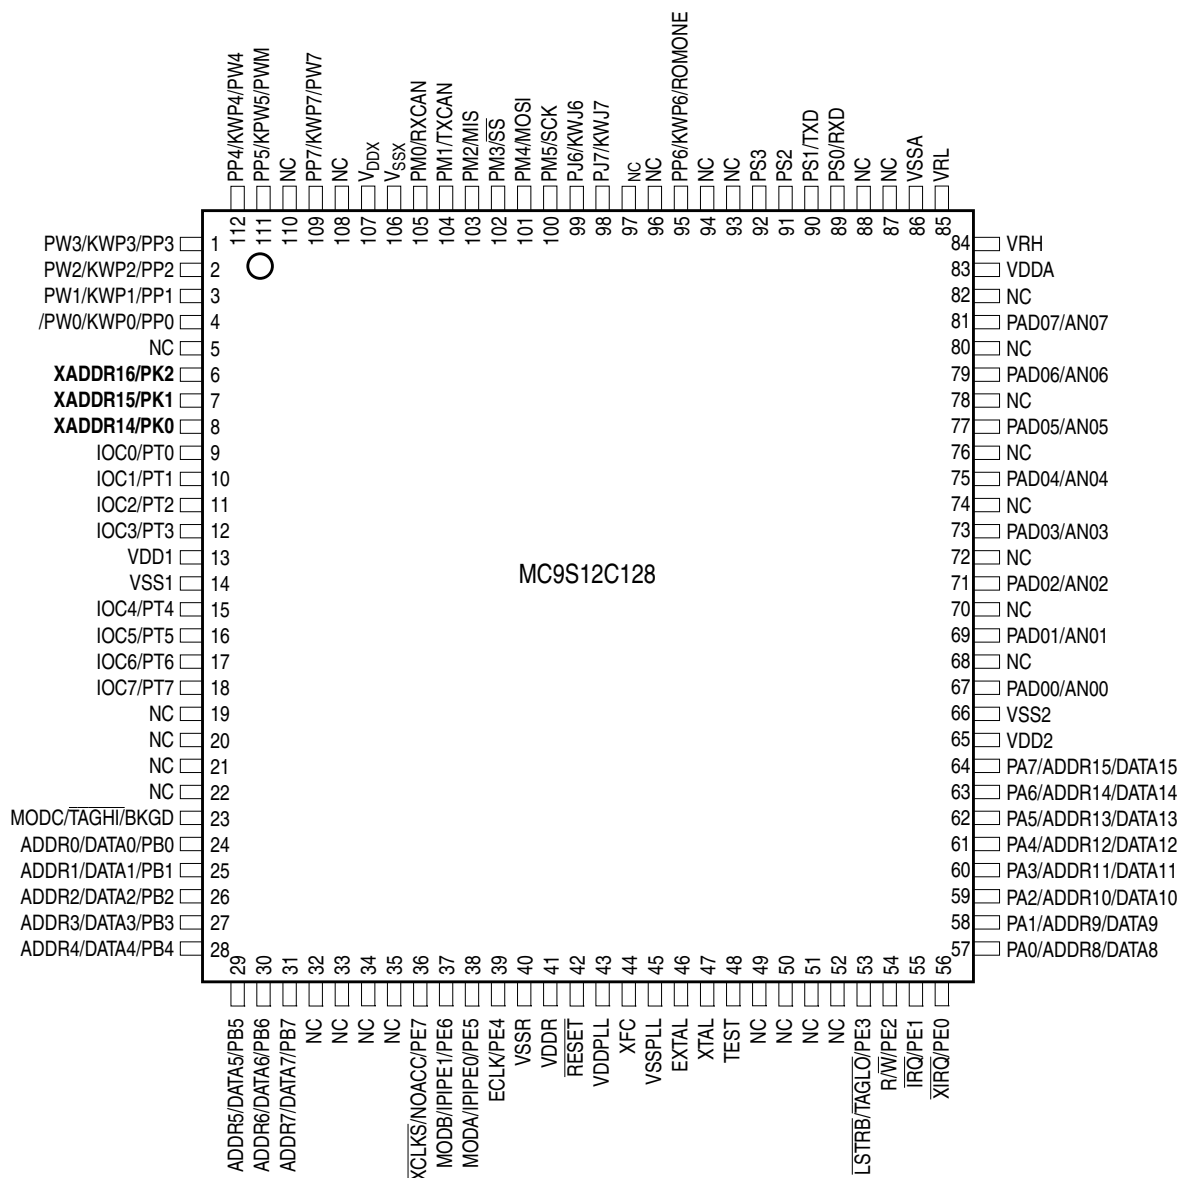 PP4/KWP4/PW4
PP5/KPW5/PWM
NC
PP7/KWP7/PW7
NC
VDDX
VSSX
PM0/RXCAN
PM1/TXCAN
PM2/MIS
PM3/SS
PM4/MOSI
PM5/SCK
PJ6/KWJ6
PJ7/KWJ7
NC
NC
PP6/KWP6/ROMONE
NC
NC
PS3
PS2
PS1/TXD
PS0/RXD
NC
NC
VSSA
VRL
112
111
110
109
108
107
106
105
104
103
102
101
100
99
98
97
96
95
94
93
92
91
90
89
88
87
86
85
PW3/KWP3/PP3 1
PW2/KWP2/PP2 2
PW1/KWP1/PP1 3
/PW0/KWP0/PP0 4
NC 5
XADDR16/PK2 6
XADDR15/PK1 7
XADDR14/PK0 8
IOC0/PT0 9
IOC1/PT1 10
IOC2/PT2 11
IOC3/PT3 12
VDD1 13
VSS1 14
IOC4/PT4 15
IOC5/PT5 16
IOC6/PT6 17
IOC7/PT7 18
NC 19
NC 20
NC 21
NC 22
MODC/TAGHI/BKGD 23
ADDR0/DATA0/PB0 24
ADDR1/DATA1/PB1 25
ADDR2/DATA2/PB2 26
ADDR3/DATA3/PB3 27
ADDR4/DATA4/PB4 28
MC9S12C128
84 VRH
83 VDDA
82 NC
81 PAD07/AN07
80 NC
79 PAD06/AN06
78 NC
77 PAD05/AN05
76 NC
75 PAD04/AN04
74 NC
73 PAD03/AN03
72 NC
71 PAD02/AN02
70 NC
69 PAD01/AN01
68 NC
67 PAD00/AN00
66 VSS2
65 VDD2
64 PA7/ADDR15/DATA15
63 PA6/ADDR14/DATA14
62 PA5/ADDR13/DATA13
61 PA4/ADDR12/DATA12
60 PA3/ADDR11/DATA11
59 PA2/ADDR10/DATA10
58 PA1/ADDR9/DATA9
57 PA0/ADDR8/DATA8
29
30
31
32
33
34
35
36
37
38
39
40
41
42
43
44
45
46
47
48
49
50
51
52
53
54
55
56
ADDR5/DATA5/PB5
ADDR6/DATA6/PB6
ADDR7/DATA7/PB7
NC
NC
NC
NC
XCLKS/NOACC/PE7
MODB/IPIPE1/PE6
MODA/IPIPE0/PE5
ECLK/PE4
VSSR
VDDR
RESET
VDDPLL
XFC
VSSPLL
EXTAL
XTAL
TEST
NC
NC
NC
NC
LSTRB/TAGLO/PE3
R/W/PE2
IRQ/PE1
XIRQ/PE0